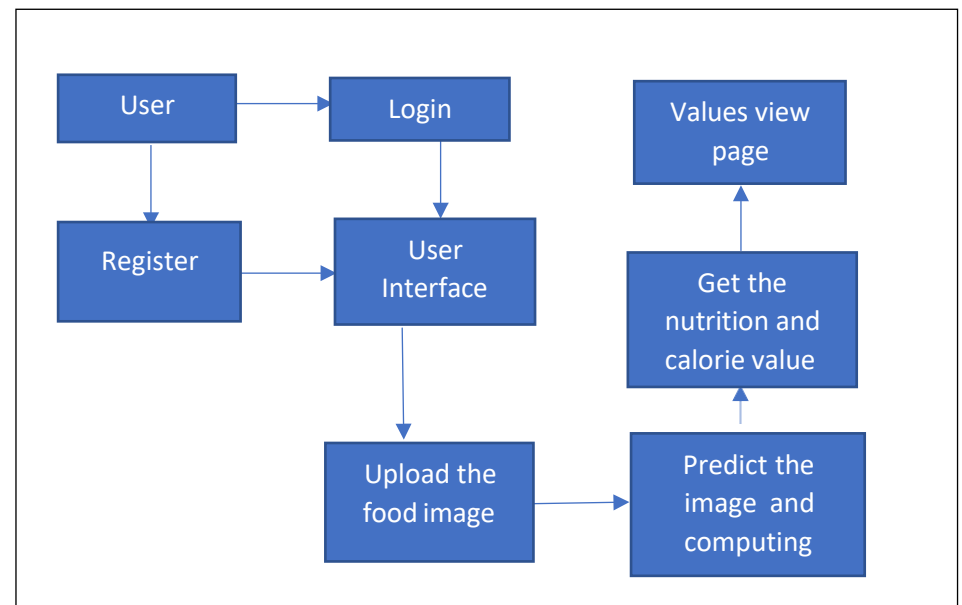 User
Login
Register
User
Interface
Upload the
food image
Predict the
image and
computing
Get the
nutrition and
calorie value
Values view
page